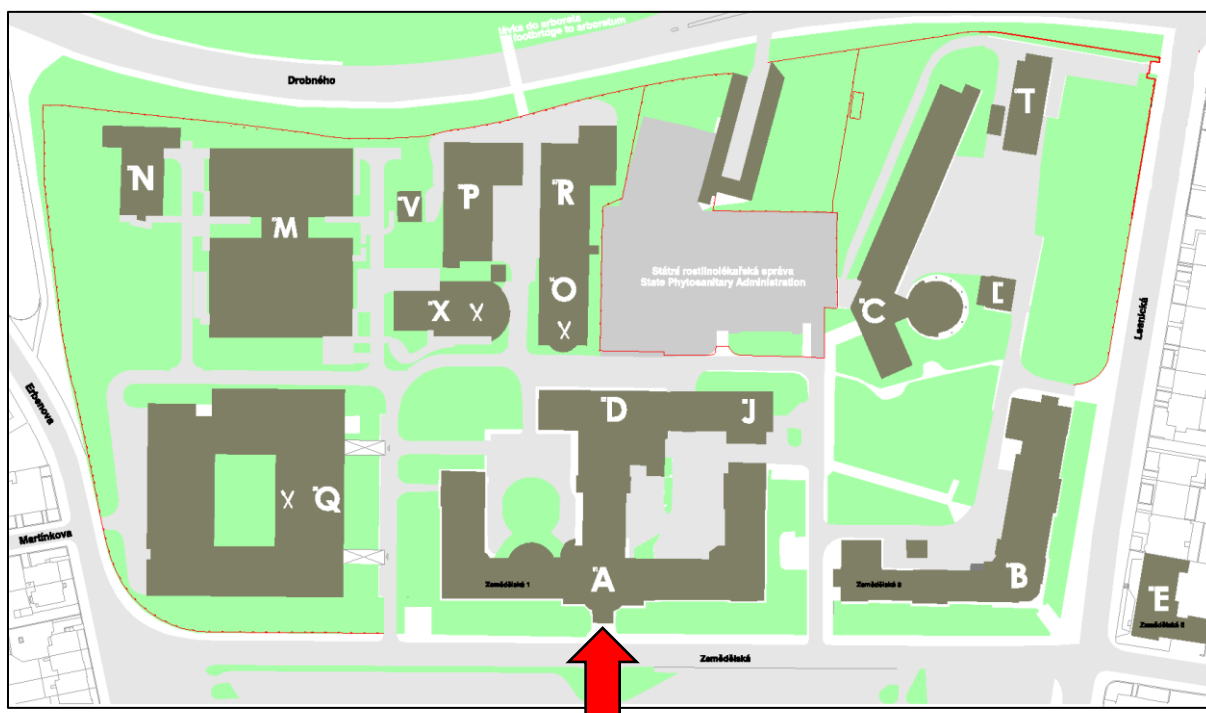 lávka do arboreta
footbridge to arboretum
Drobného
T
N
V
P
R
M
Státní rostlinolékařská správa
State Phytosanitary Administration
O
X
C
Lesnická
Erbenova
D
J
Q
Martínkova
Zemědělská 1
A
Zemědělská 3
B
E
Zemědělská 5
Zemědělská